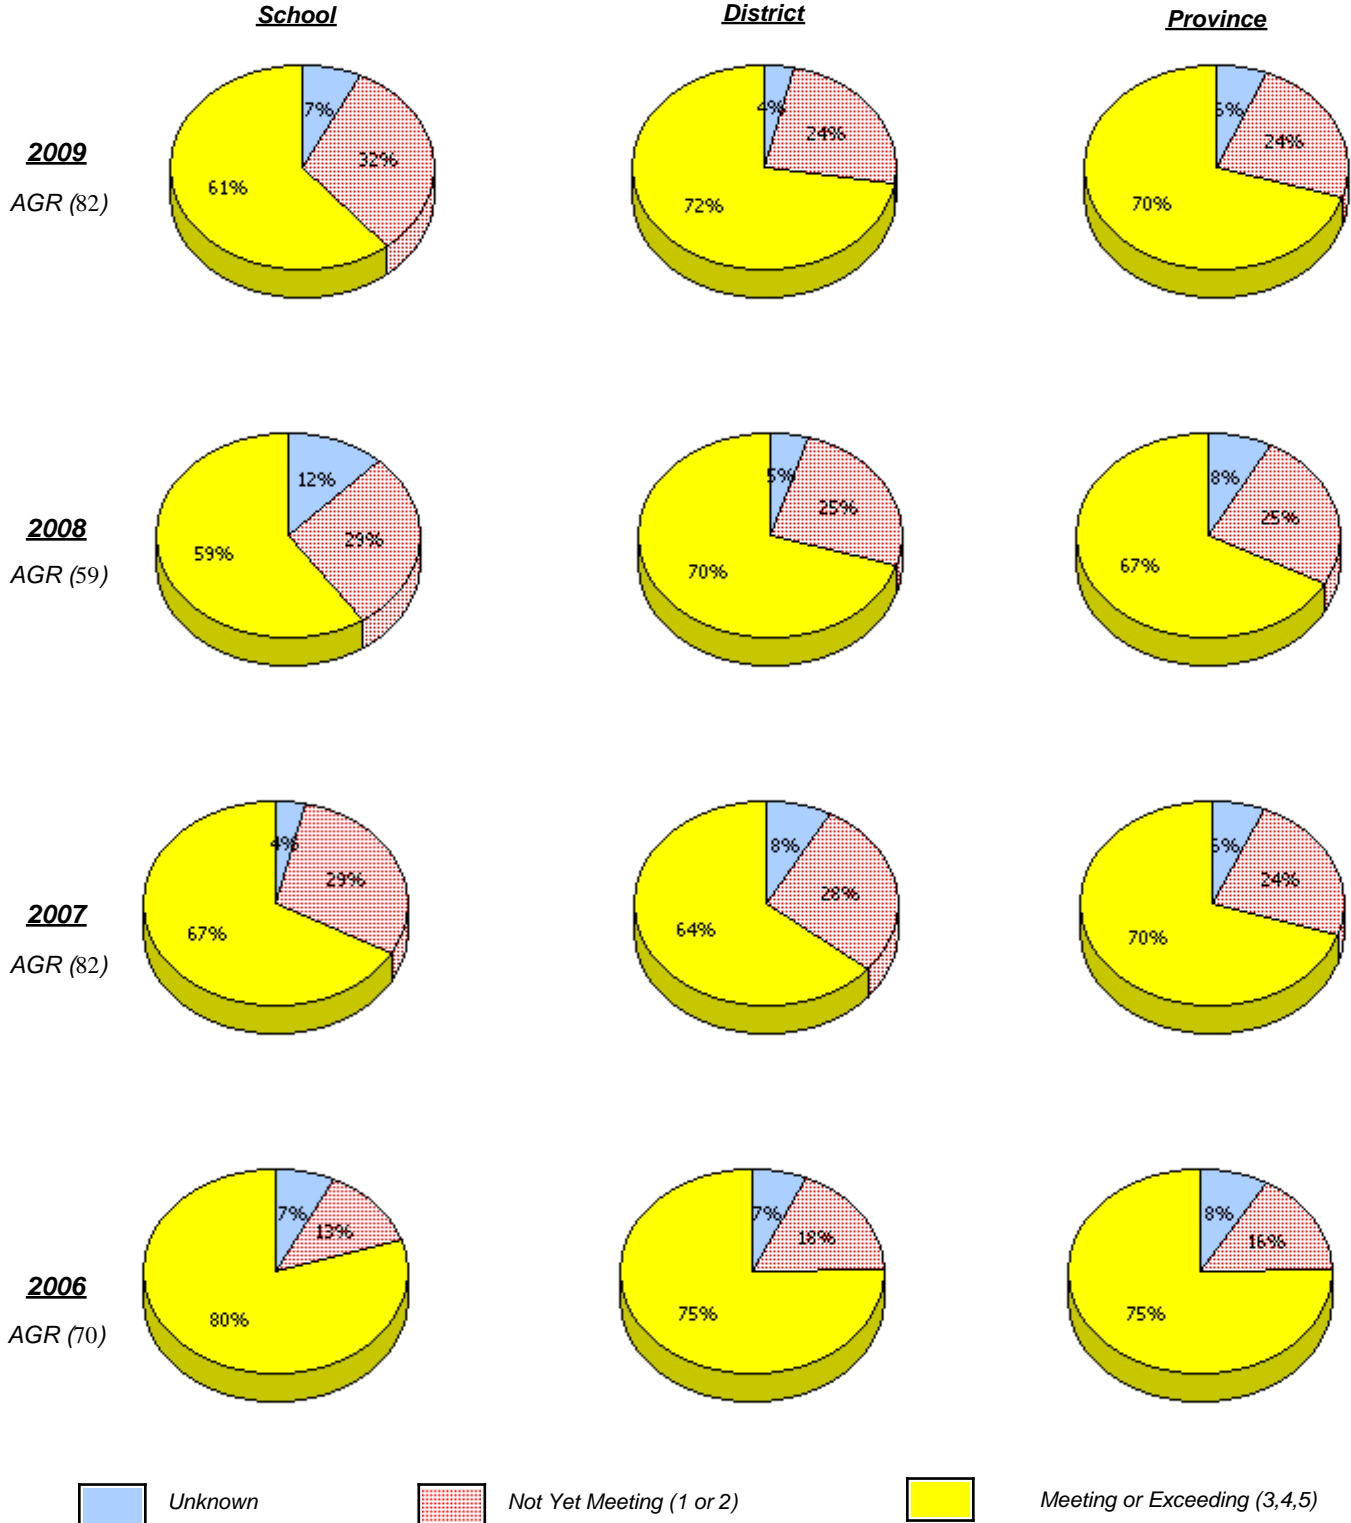 School District Province
2009
AGR (82)
7% 32% 61%
4% 24% 72%
6% 24% 70%
2008
AGR (59)
12% 29% 59%
5% 25% 70%
8% 25% 67%
2007
AGR (82)
4% 29% 67%
8% 28% 64%
6% 24% 70%
2006
AGR (70)
7% 13% 80%
7% 18% 75%
8% 16% 75%
Unknown Not Yet Meeting (1 or 2) Meeting or Exceeding (3,4,5)